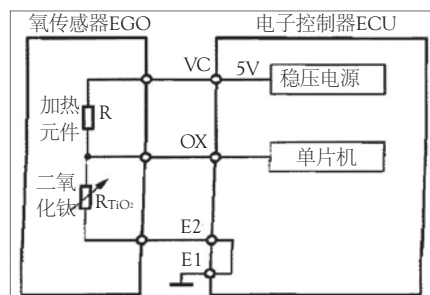 氧传感器EGO
电子控制器ECU
VC
5V
稳压电源
加热
元件
R
OX
单片机
二氧
化钛
RTiO₂
E2
E1